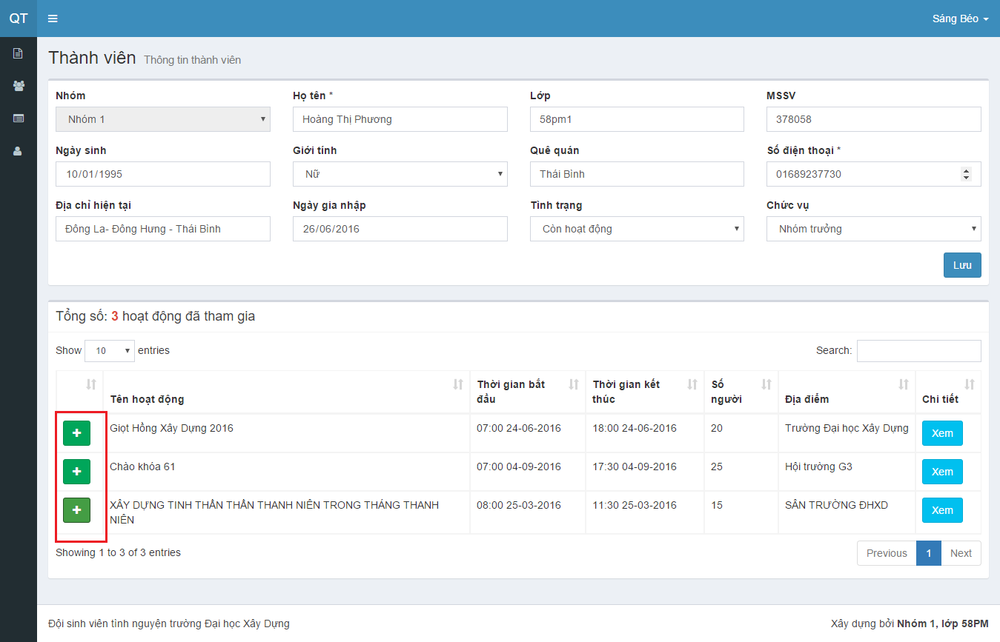 QT
Sáng Béo
Thành viên Thông tin thành viên
Nhóm
Họ tên *
Lớp
MSSV
Nhóm 1
Hoàng Thị Phương
58pm1
378058
Ngày sinh
Giới tính
Quê quán
Số điện thoại *
10/01/1995
Nữ
Thái Bình
01689237730
Địa chỉ hiện tại
Ngày gia nhập
Tình trạng
Chức vụ
Đông La- Đông Hưng - Thái Bình
26/06/2016
Còn hoạt động
Nhóm trưởng
Lưu
Tổng số: 3 hoạt động đã tham gia
Show 10 entries
Search:
Tên hoạt động
Thời gian bắt
đầu
Thời gian kết
thúc
Số
người
Địa điểm
Chi tiết
Giọt Hồng Xây Dựng 2016
07:00 24-06-2016
18:00 24-06-2016
20
Trường Đại học Xây Dựng
Xem
Chào khóa 61
07:00 04-09-2016
17:30 04-09-2016
25
Hội trường G3
Xem
XÂY DỰNG TINH THẦN THẦN THANH NIÊN TRONG THÁNG THANH
NIÊN
08:00 25-03-2016
11:30 25-03-2016
15
SÂN TRƯỜNG ĐHXD
Xem
Showing 1 to 3 of 3 entries
Previous 1 Next
Đội sinh viên tình nguyện trường Đại học Xây Dựng
Xây dựng bởi Nhóm 1, lớp 58PM